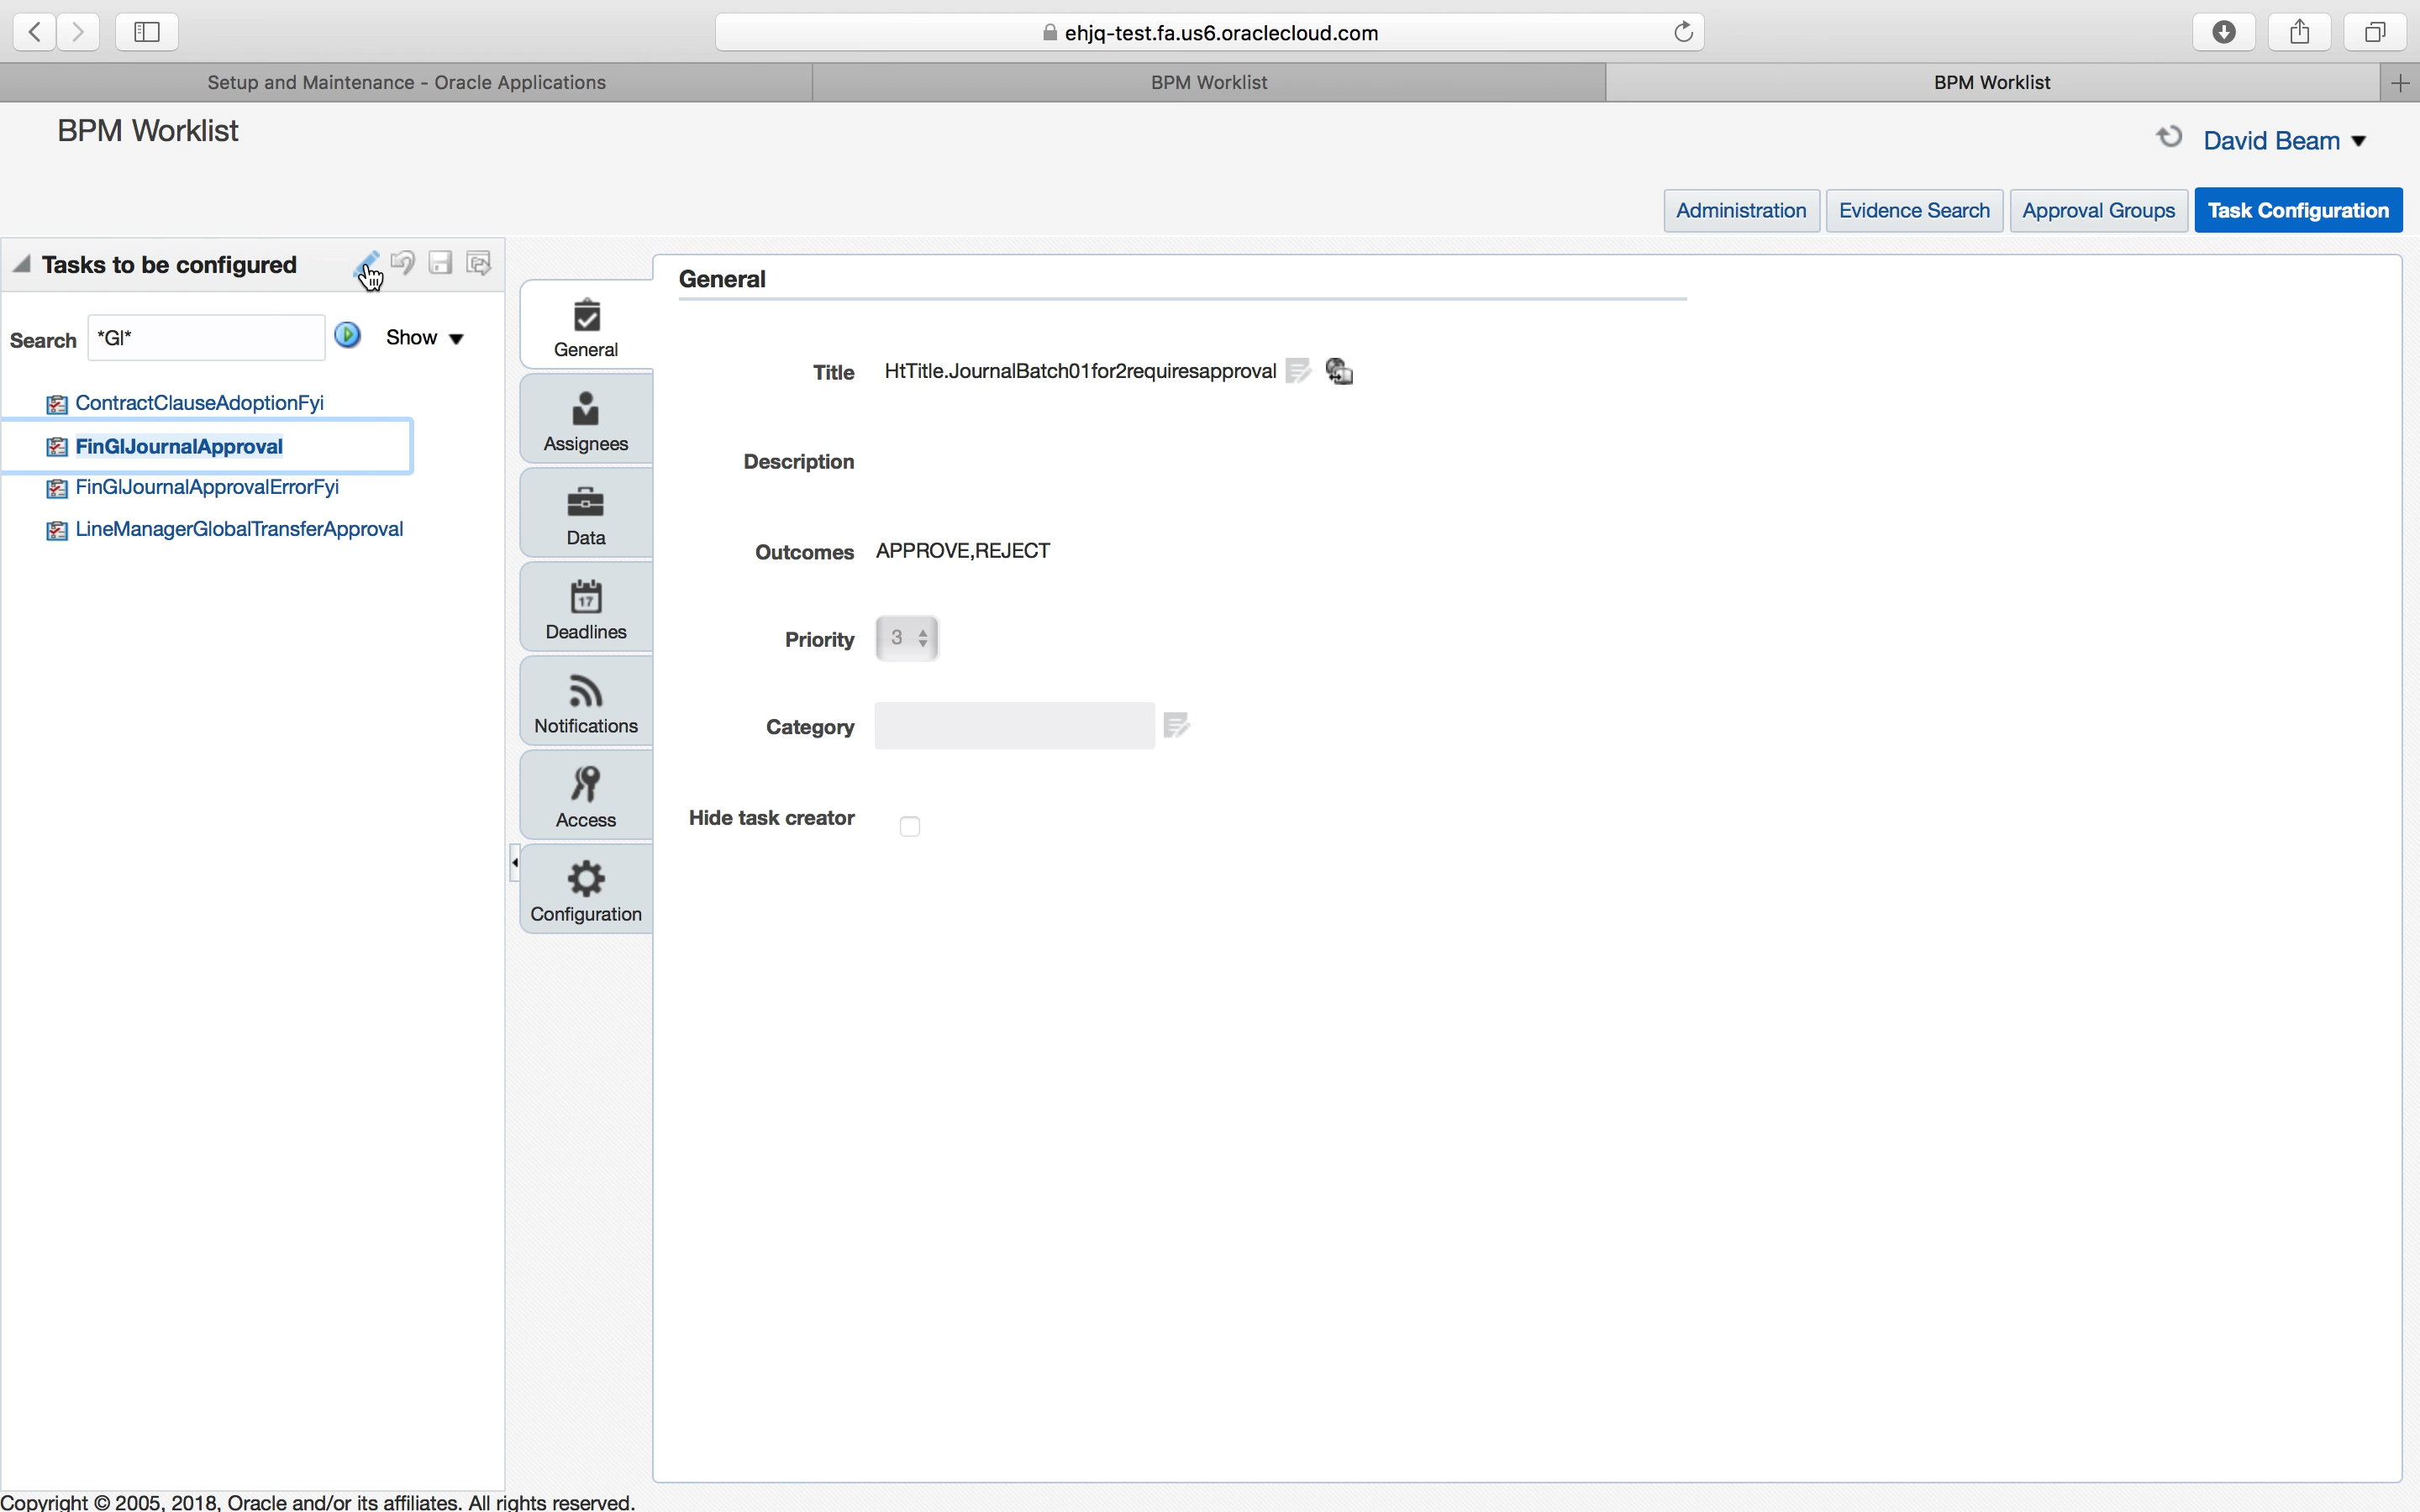 ehjq-test.fa.us6.oraclecloud.com
Setup and Maintenance - Oracle Applications
BPM Worklist
BPM Worklist
BPM Worklist
David Beam
Administration
Evidence Search
Approval Groups
Task Configuration
Tasks to be configured
Search
*Gl*
Show
ContractClauseAdoptionFyi
FinGlJournalApproval
FinGlJournalApprovalErrorFyi
LineManagerGlobalTransferApproval
General
Assignees
Data
17
Deadlines
Notifications
Access
Configuration
General
Title HtTitle.JournalBatch01for2requiresapproval
Description
Outcomes APPROVE,REJECT
Priority 3
Category
Hide task creator
Copyright © 2005, 2018, Oracle and/or its affiliates. All rights reserved.